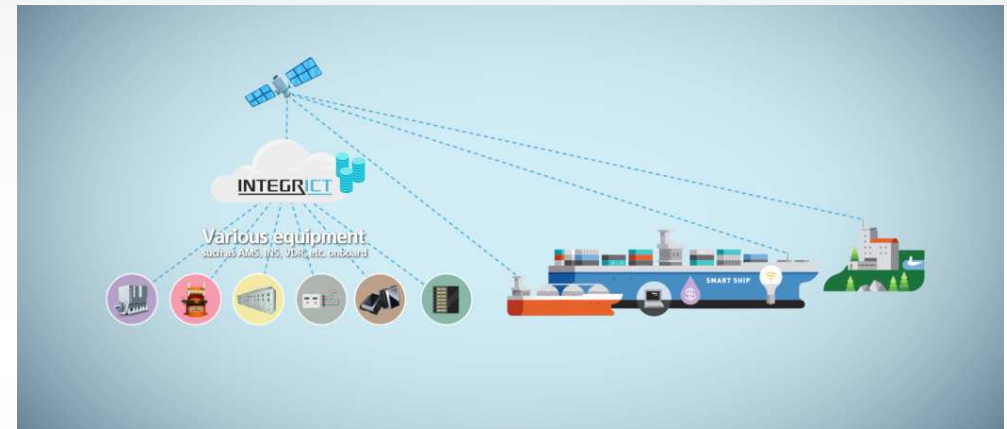 INTEGRICT
Various equipment
such as AMS, INS, VDR, etc. onboard
SMART SHIP